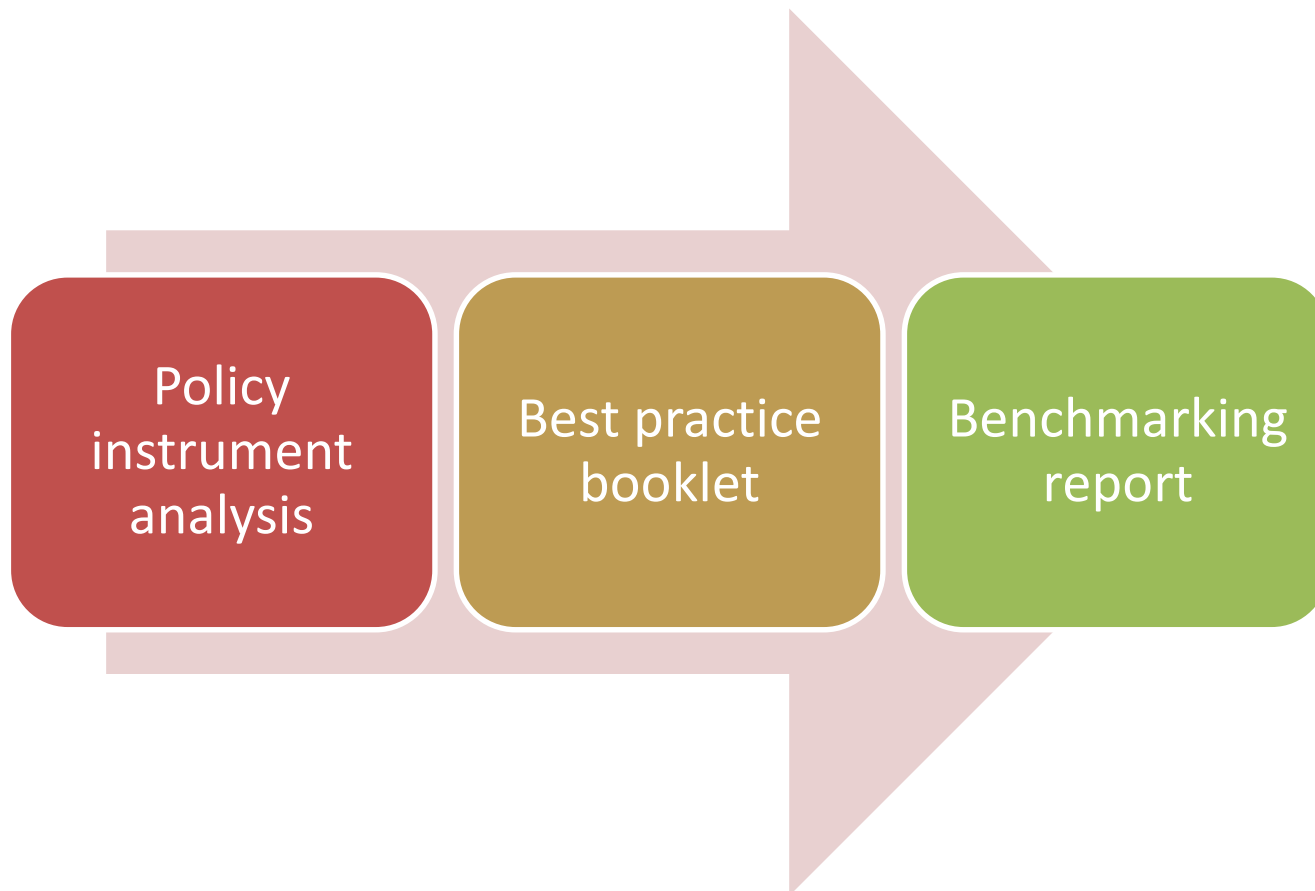 Policy
instrument
analysis
Best practice
booklet
Benchmarking
report